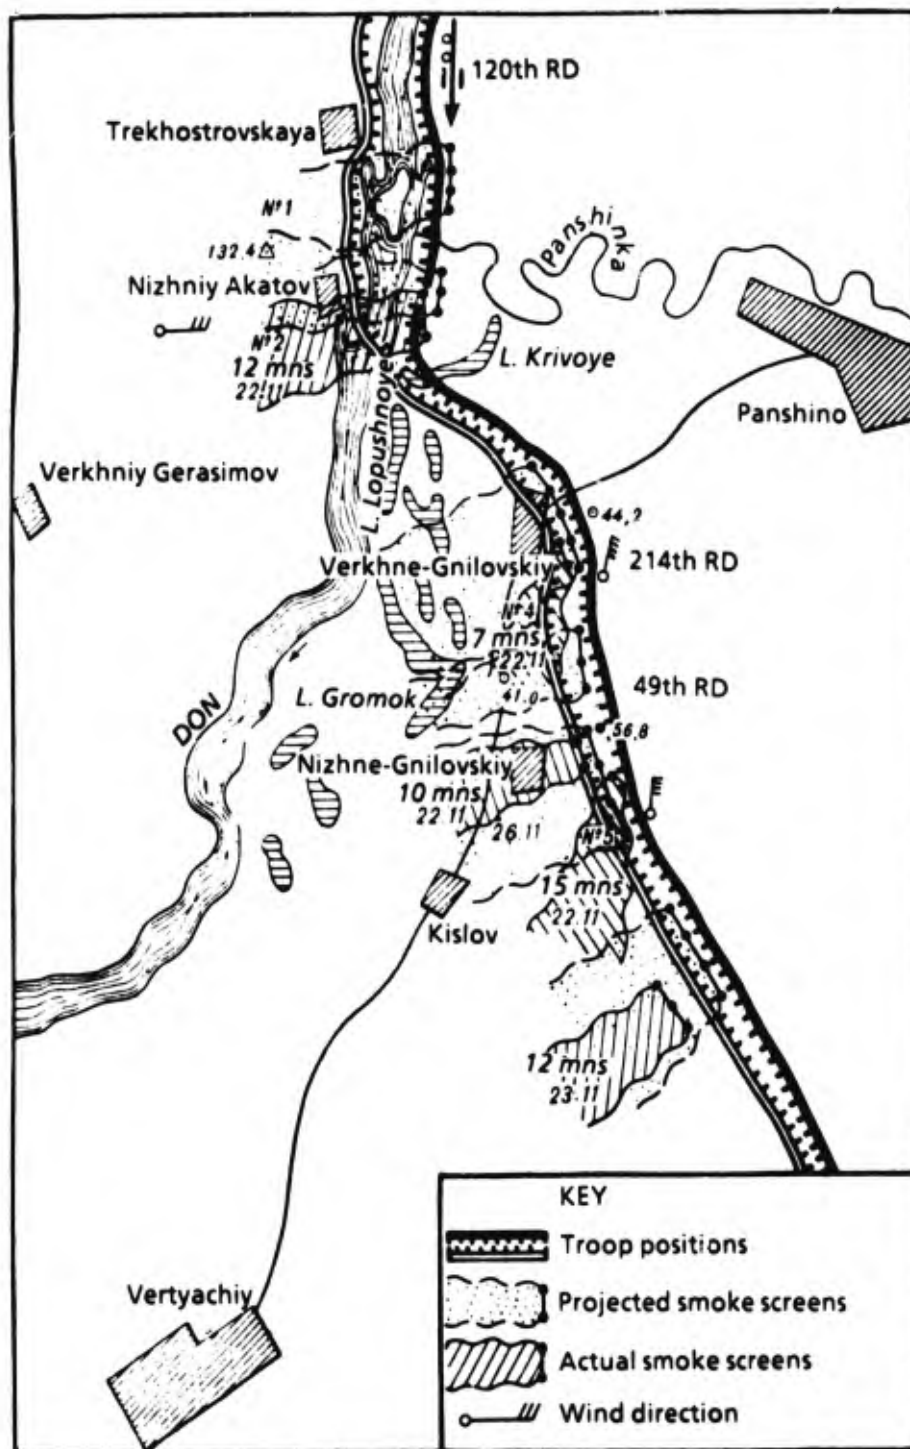 120th RD
Trekhostrovskaya
Panshinka
Nº1
132.4
Nizhniy Akatov
Nº2
12 mns
22.11
L. Krivoye
Panshino
L. Lopushnoye
Verkhniy Gerasimov
44,2
Verkhne-Gnilovskiy
214th RD
Nº4
7 mns
22.11
49th RD
41.0
L. Gromok
DON
56,8
Nizhne-Gnilovskiy
10 mns
22.11
26.11
Nº5
15 mns
22.11
Kislov
12 mns
23.11
Vertyachiy
KEY
Troop positions
Projected smoke screens
Actual smoke screens
Wind direction